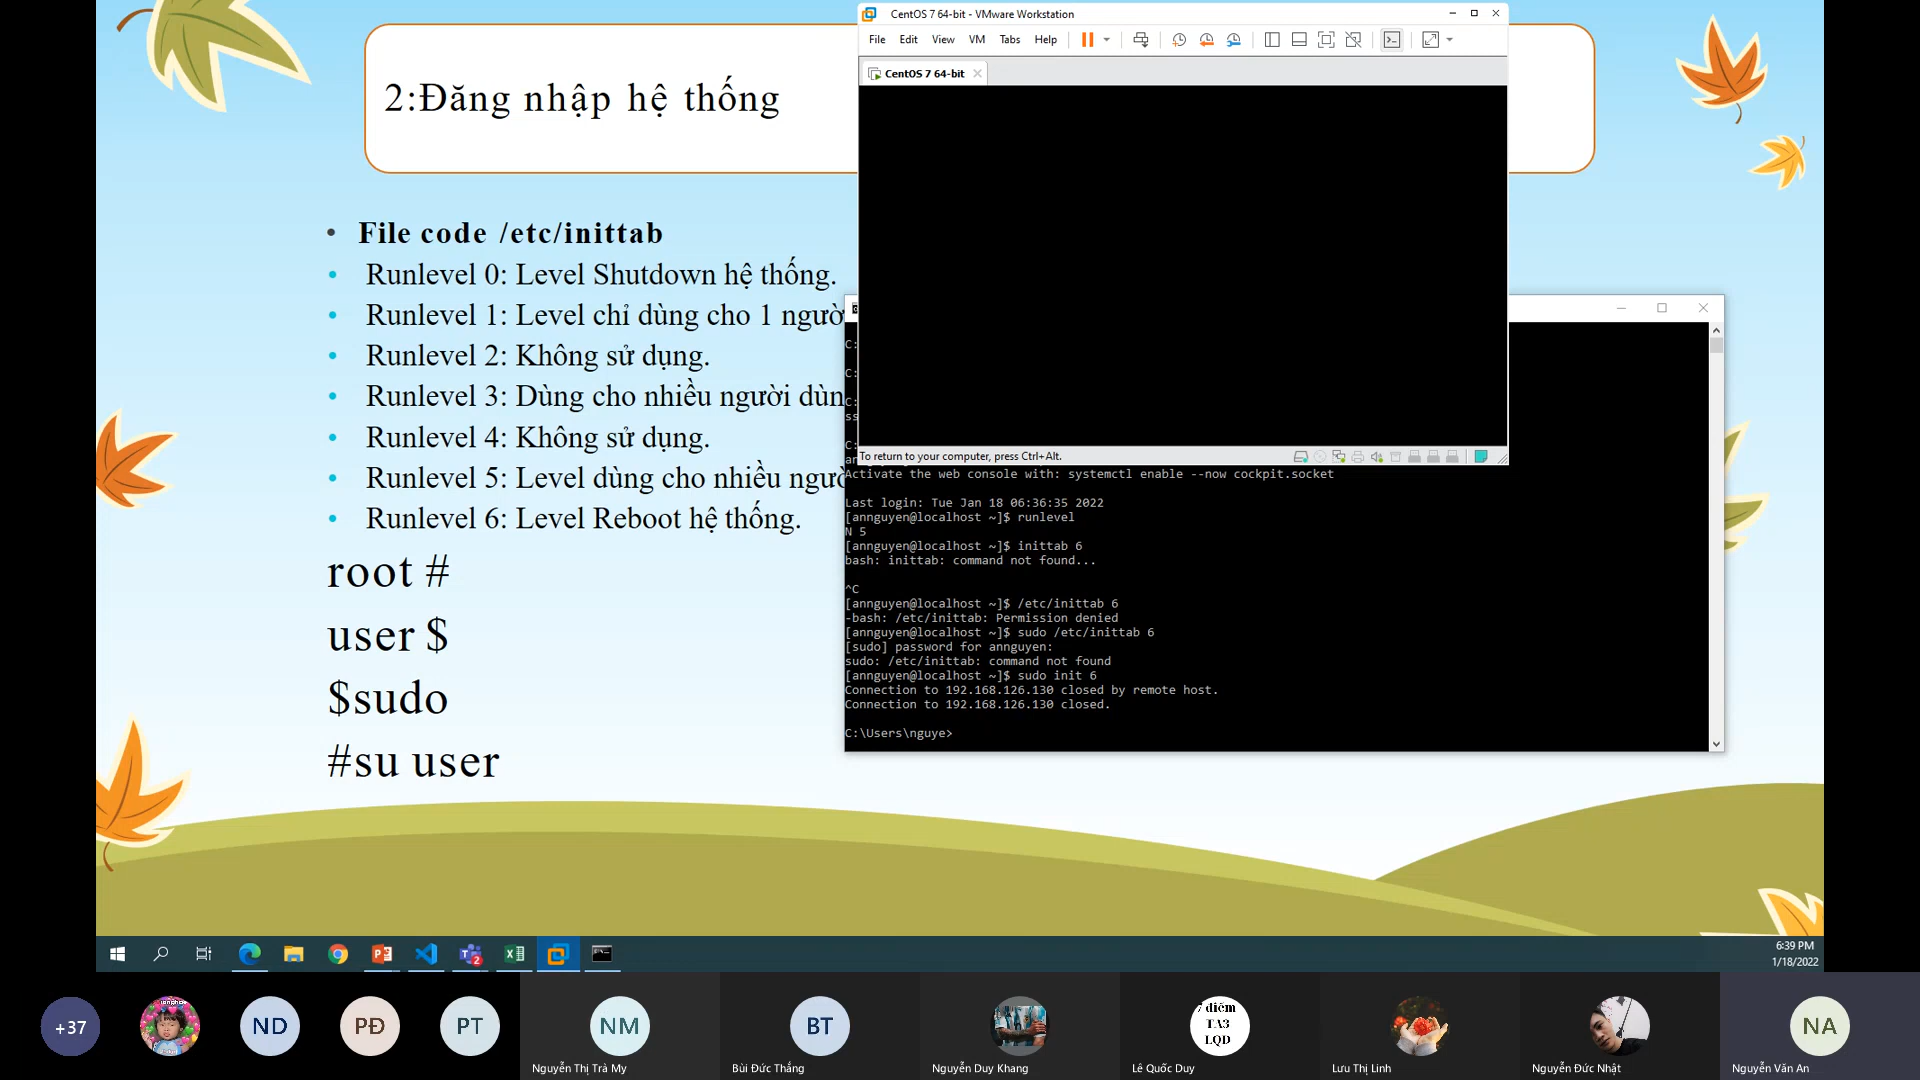 2:Đăng nhập hệ thống
• File code /etc/inittab
• Runlevel 0: Level Shutdown hệ thống.
• Runlevel 1: Level chỉ dùng cho 1 ngườ
• Runlevel 2: Không sử dụng.
• Runlevel 3: Dùng cho nhiều người dùn
• Runlevel 4: Không sử dụng.
• Runlevel 5: Level dùng cho nhiều ngườ
• Runlevel 6: Level Reboot hệ thống.
root #
user $
$sudo
#su user
CentOS 7 64-bit - VMware Workstation
File Edit View VM Tabs Help
CentOS 7 64-bit
To return to your computer, press Ctrl+Alt.
C:
C:
C:
ss
C:
an
Activate the web console with: systemctl enable --now cockpit.socket
Last login: Tue Jan 18 06:36:35 2022
[annguyen@localhost ~]$ runlevel
N 5
[annguyen@localhost ~]$ inittab 6
bash: inittab: command not found...
^C
[annguyen@localhost ~]$ /etc/inittab 6
-bash: /etc/inittab: Permission denied
[annguyen@localhost ~]$ sudo /etc/inittab 6
[sudo] password for annguyen:
sudo: /etc/inittab: command not found
[annguyen@localhost ~]$ sudo init 6
Connection to 192.168.126.130 closed by remote host.
Connection to 192.168.126.130 closed.
C:\Users\nguye>
6:39 PM
1/18/2022
+37
ND
PĐ
PT
NM
Nguyễn Thị Trà My
BT
Bùi Đức Thắng
Nguyễn Duy Khang
7 điểm
TA3
LQD
Lê Quốc Duy
Lưu Thị Linh
Nguyễn Đức Nhật
NA
Nguyễn Văn An